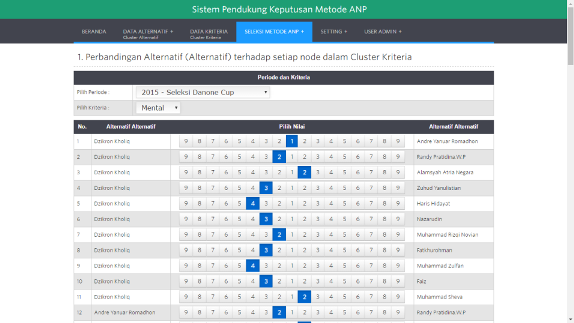 Sistem Pendukung Keputusan Metode ANP
BERANDA DATA ALTERNATIF + DATA KRITERIA SELEKSI METODE ANP + SETTING + USER ADMIN +
Cluster Alternatif Cluster Kriteria
1. Perbandingan Alternatif (Alternatif) terhadap setiap node dalam Cluster Kriteria
Periode dan Kriteria
Pilih Periode : 2015 - Seleksi Danone Cup
Pilih Kriteria : Mental
No. Alternatif Alternatif Pilih Nilai Alternatif Alternatif
1 Dzikron Kholiq 9 8 7 6 5 4 3 2 1 2 3 4 5 6 7 8 9 Andre Yanuar Romadhon
2 Dzikron Kholiq 9 8 7 6 5 4 3 2 1 2 3 4 5 6 7 8 9 Randy Pratidina W.P
3 Dzikron Kholiq 9 8 7 6 5 4 3 2 1 2 3 4 5 6 7 8 9 Alamsyah Negara
4 Dzikron Kholiq 9 8 7 6 5 4 3 2 1 2 3 4 5 6 7 8 9 Zuhud Yanulistian
5 Dzikron Kholiq 9 8 7 6 5 4 3 2 1 2 3 4 5 6 7 8 9 Haris Hidayat
6 Dzikron Kholiq 9 8 7 6 5 4 3 2 1 2 3 4 5 6 7 8 9 Nazarudin
7 Dzikron Kholiq 9 8 7 6 5 4 3 2 1 2 3 4 5 6 7 8 9 Muhammad Rizqi Novian
8 Dzikron Kholiq 9 8 7 6 5 4 3 2 1 2 3 4 5 6 7 8 9 Fatkhurohman
9 Dzikron Kholiq 9 8 7 6 5 4 3 2 1 2 3 4 5 6 7 8 9 Muhammad Zulfan
10 Dzikron Kholiq 9 8 7 6 5 4 3 2 1 2 3 4 5 6 7 8 9 Faiq
11 Dzikron Kholiq 9 8 7 6 5 4 3 2 1 2 3 4 5 6 7 8 9 Muhammad Sheva
12 Andre Yanuar Romadhon 9 8 7 6 5 4 3 2 1 2 3 4 5 6 7 8 9 Randy Pratidina W.P